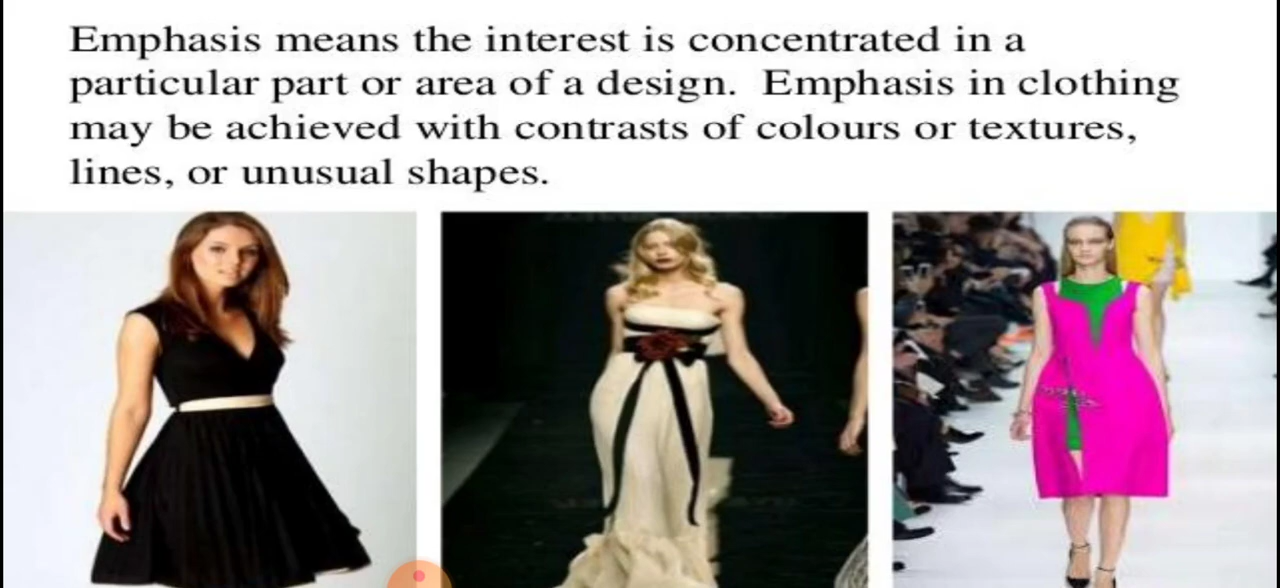 Emphasis means the interest is concentrated in a
particular part or area of a design.  Emphasis in clothing
may be achieved with contrasts of colours or textures,
lines, or unusual shapes.